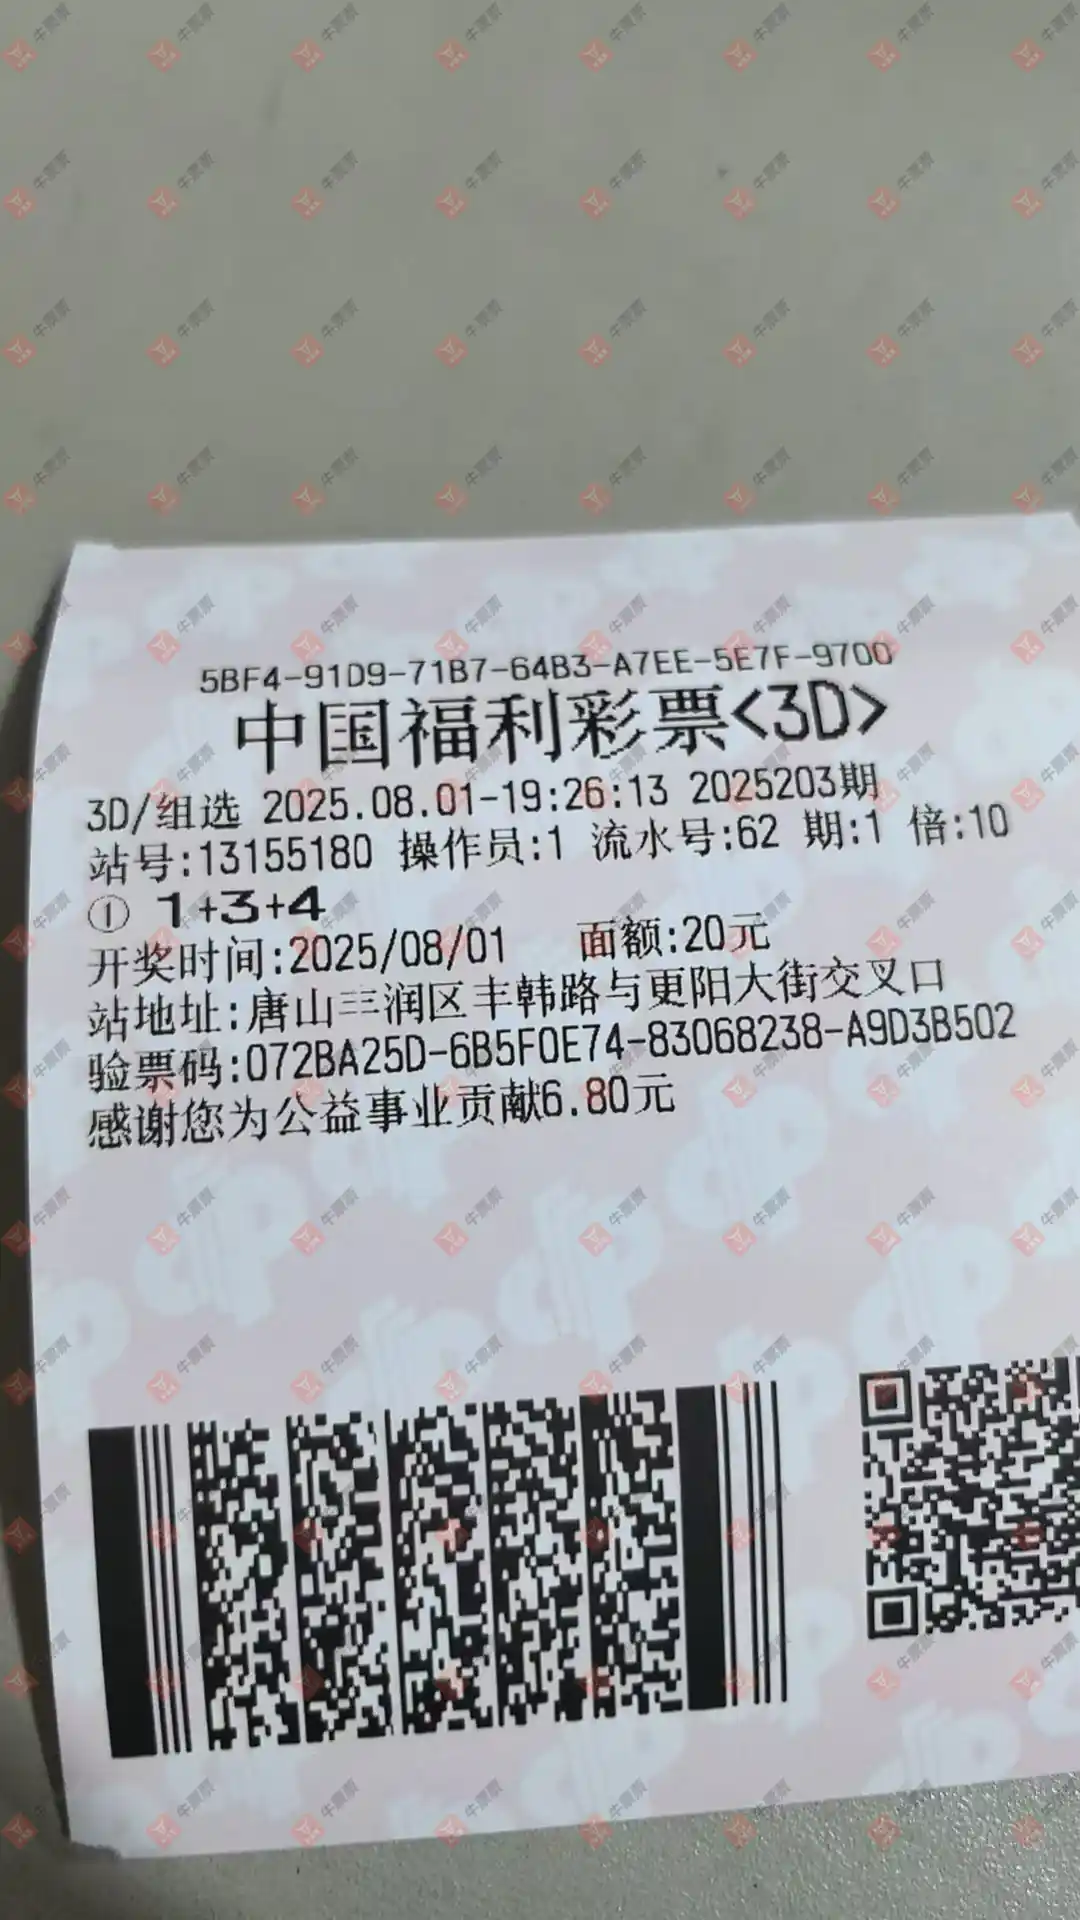 5BF4-91D9-71B7-64B3-A7EE-5E7F-9700
中国福利彩票<3D>
3D/组选 2025.08.01-19:26:13 2025203期
站号:13155180 操作员:1 流水号:62 期:1 倍:10
① 1+3+4
开奖时间:2025/08/01 面额:20元
站地址:唐山丰润区丰韩路与更阳大街交叉口
验票码:072BA25D-6B5F0E74-83068238-A9D3B502
感谢您为公益事业贡献6.80元
牛票票